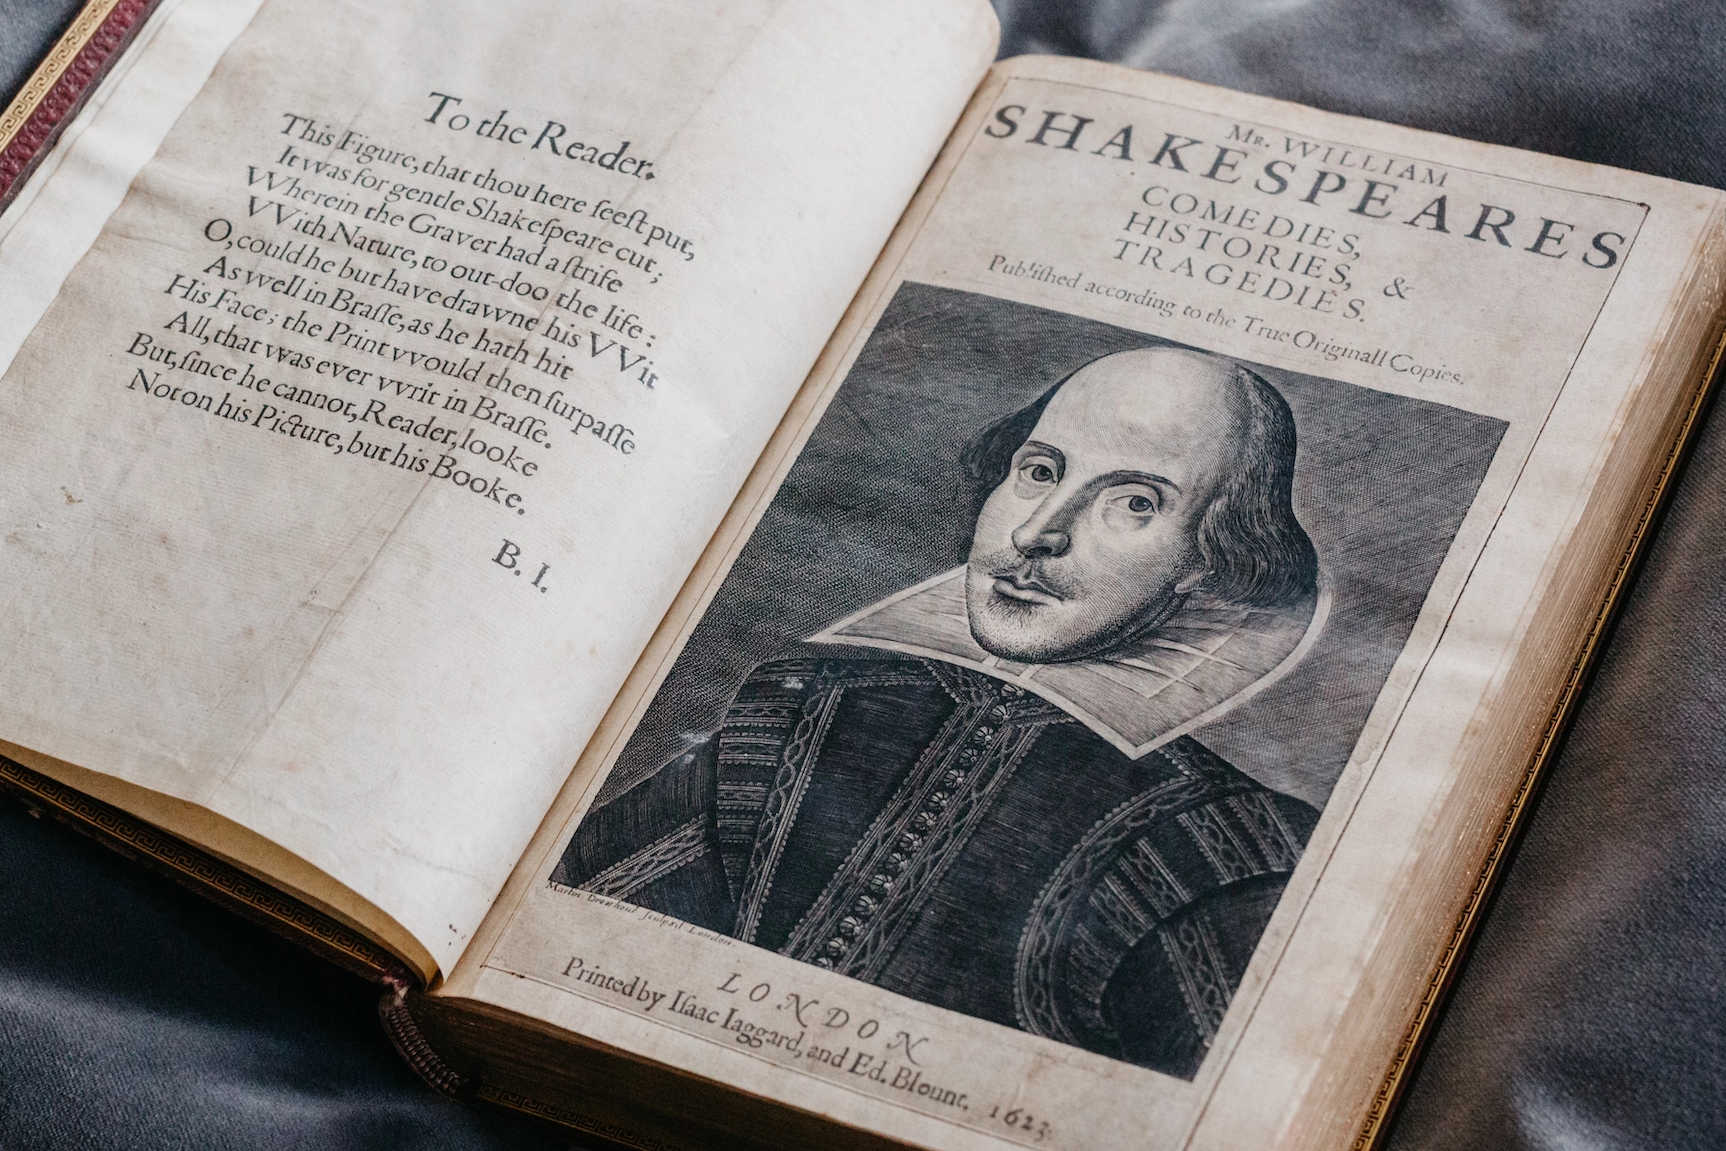 To the Reader.
This Figure, that thou here seeſt put,
It was for gentle Shakeſpeare cut;
VVherein the Graver had a ſtrife
VVith Nature, to out-doo the life:
O, could he but have dravvne his VVit
As vvell in Braſſe, as he hath hit
His Face; the Print vvould then ſurpaſſe
All, that vvas ever vvrit in Braſſe.
But, ſince he cannot, Reader, looke
Not on his Picture, but his Booke.
B. I.
MR. WILLIAM
SHAKESPEARES
COMEDIES,
HISTORIES, &
TRAGEDIES.
Publiſhed according to the True Originall Copies.
Martin Droeshout ſculpsit London.
LONDON
Printed by Iſaac Iaggard, and Ed. Blount. 1623.